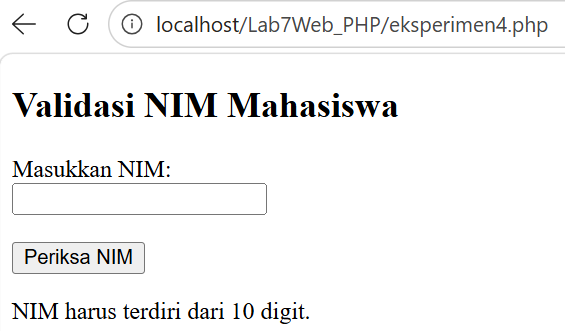 localhost/Lab7Web_PHP/eksperimen4.php
Validasi NIM Mahasiswa
Masukkan NIM:
Periksa NIM
NIM harus terdiri dari 10 digit.